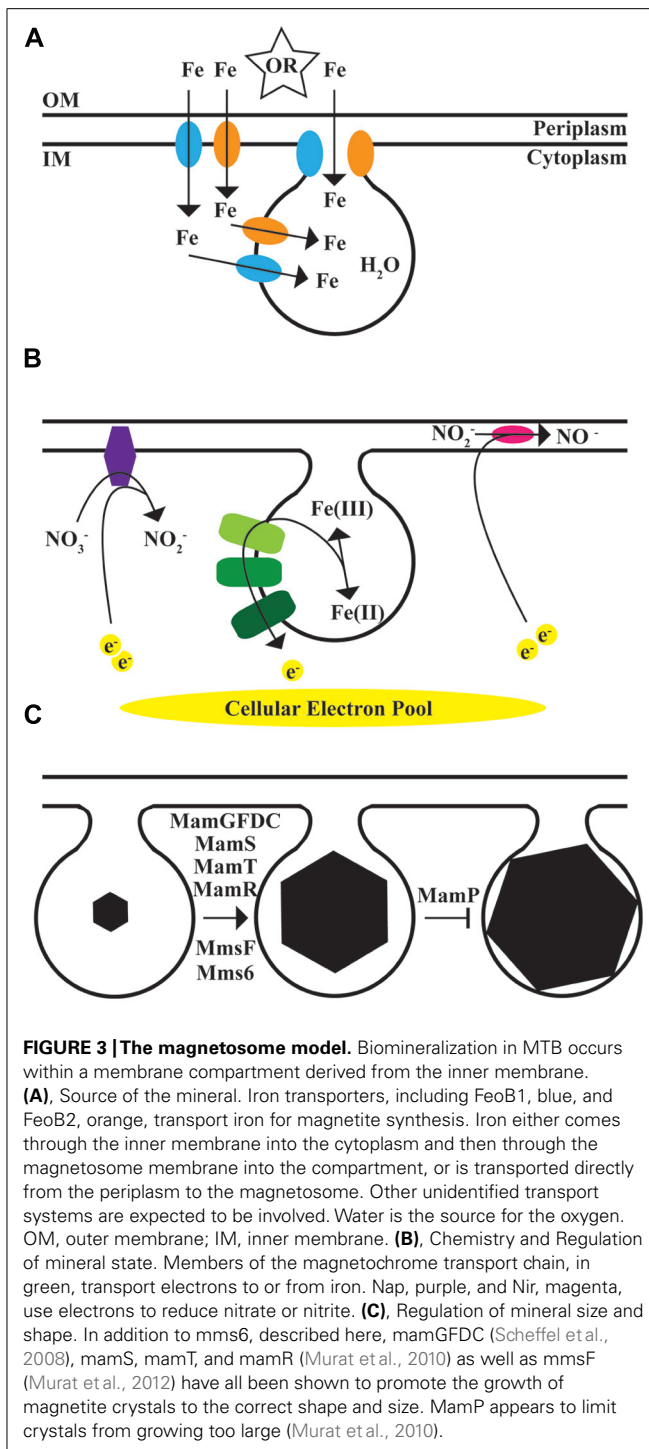 A
OR
Fe Fe Fe
OM
Periplasm
IM
Cytoplasm
Fe
Fe
Fe
Fe
H₂O
Fe
B
NO₂⁻ NO⁻
Fe(III)
NO₃⁻ NO₂⁻
Fe(II)
e⁻
e⁻
e⁻
e⁻
e⁻
Cellular Electron Pool
C
MamGFDC
MamS
MamT
MamR
MamP
MmsF
Mms6
FIGURE 3 | The magnetosome model. Biomineralization in MTB occurs
within a membrane compartment derived from the inner membrane.
(A), Source of the mineral. Iron transporters, including FeoB1, blue, and
FeoB2, orange, transport iron for magnetite synthesis. Iron either comes
through the inner membrane into the cytoplasm and then through the
magnetosome membrane into the compartment, or is transported directly
from the periplasm to the magnetosome. Other unidentified transport
systems are expected to be involved. Water is the source for the oxygen.
OM, outer membrane; IM, inner membrane. (B), Chemistry and Regulation
of mineral state. Members of the magnetochrome transport chain, in
green, transport electrons to or from iron. Nap, purple, and Nir, magenta,
use electrons to reduce nitrate or nitrite. (C), Regulation of mineral size and
shape. In addition to mms6, described here, mamGFDC (Scheffel et al.,
2008), mamS, mamT, and mamR (Murat et al., 2010) as well as mmsF
(Murat et al., 2012) have all been shown to promote the growth of
magnetite crystals to the correct shape and size. MamP appears to limit
crystals from growing too large (Murat et al., 2010).